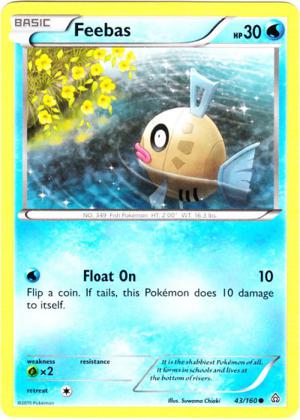 BASIC
Feebas
HP30
NO. 349 Fish Pokémon HT. 2'00" WT. 16.3 lbs.
Float On 10
Flip a coin. If tails, this Pokémon does 10 damage
to itself.
weakness
×2
resistance
retreat
It is the shabbiest Pokémon of all.
It forms in schools and lives at the
bottom of rivers.
©2015 Pokémon
Illus. Suwama Chiaki
43/160